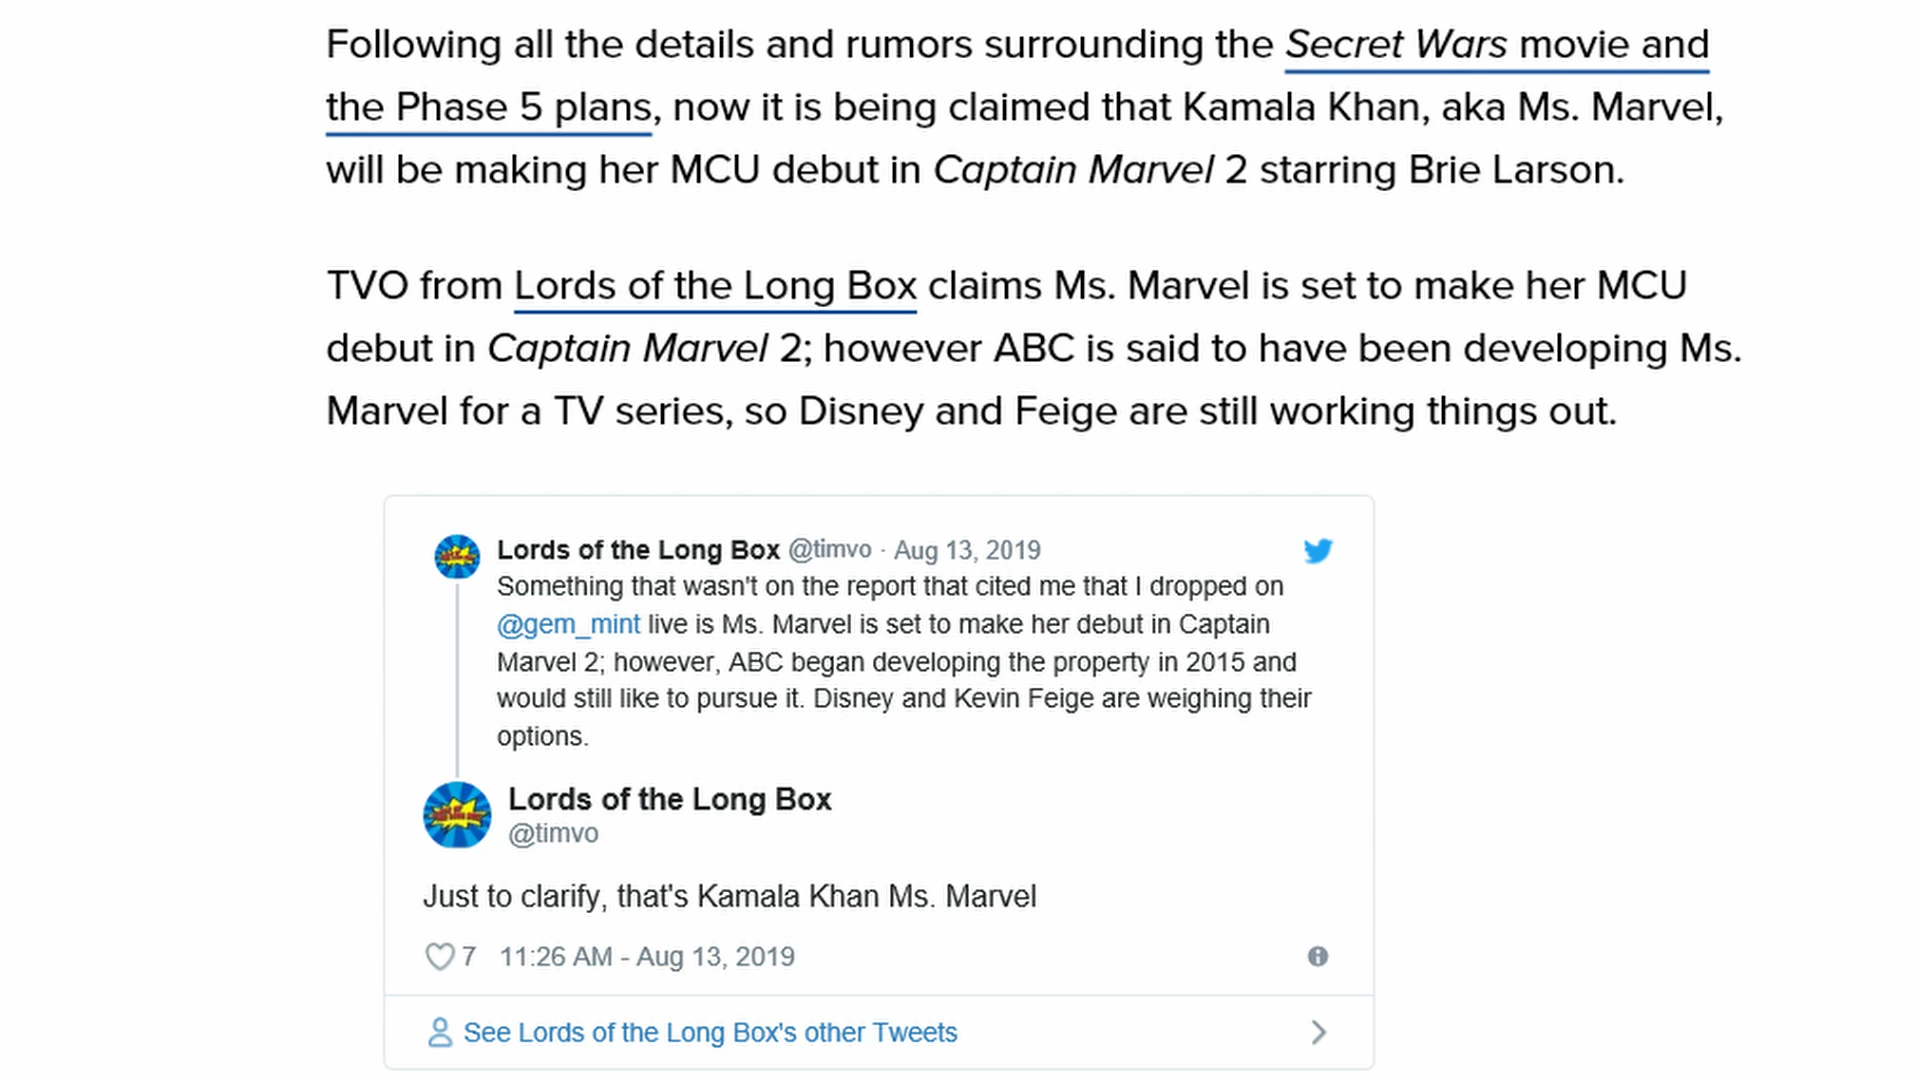 Following all the details and rumors surrounding the Secret Wars movie and
the Phase 5 plans, now it is being claimed that Kamala Khan, aka Ms. Marvel,
will be making her MCU debut in Captain Marvel 2 starring Brie Larson.
TVO from Lords of the Long Box claims Ms. Marvel is set to make her MCU
debut in Captain Marvel 2; however ABC is said to have been developing Ms.
Marvel for a TV series, so Disney and Feige are still working things out.
Lords of the Long Box @timvo · Aug 13, 2019
Something that wasn't on the report that cited me that I dropped on
@gem_mint live is Ms. Marvel is set to make her debut in Captain
Marvel 2; however, ABC began developing the property in 2015 and
would still like to pursue it. Disney and Kevin Feige are weighing their
options.
Lords of the Long Box
@timvo
Just to clarify, that's Kamala Khan Ms. Marvel
7 11:26 AM - Aug 13, 2019
See Lords of the Long Box's other Tweets